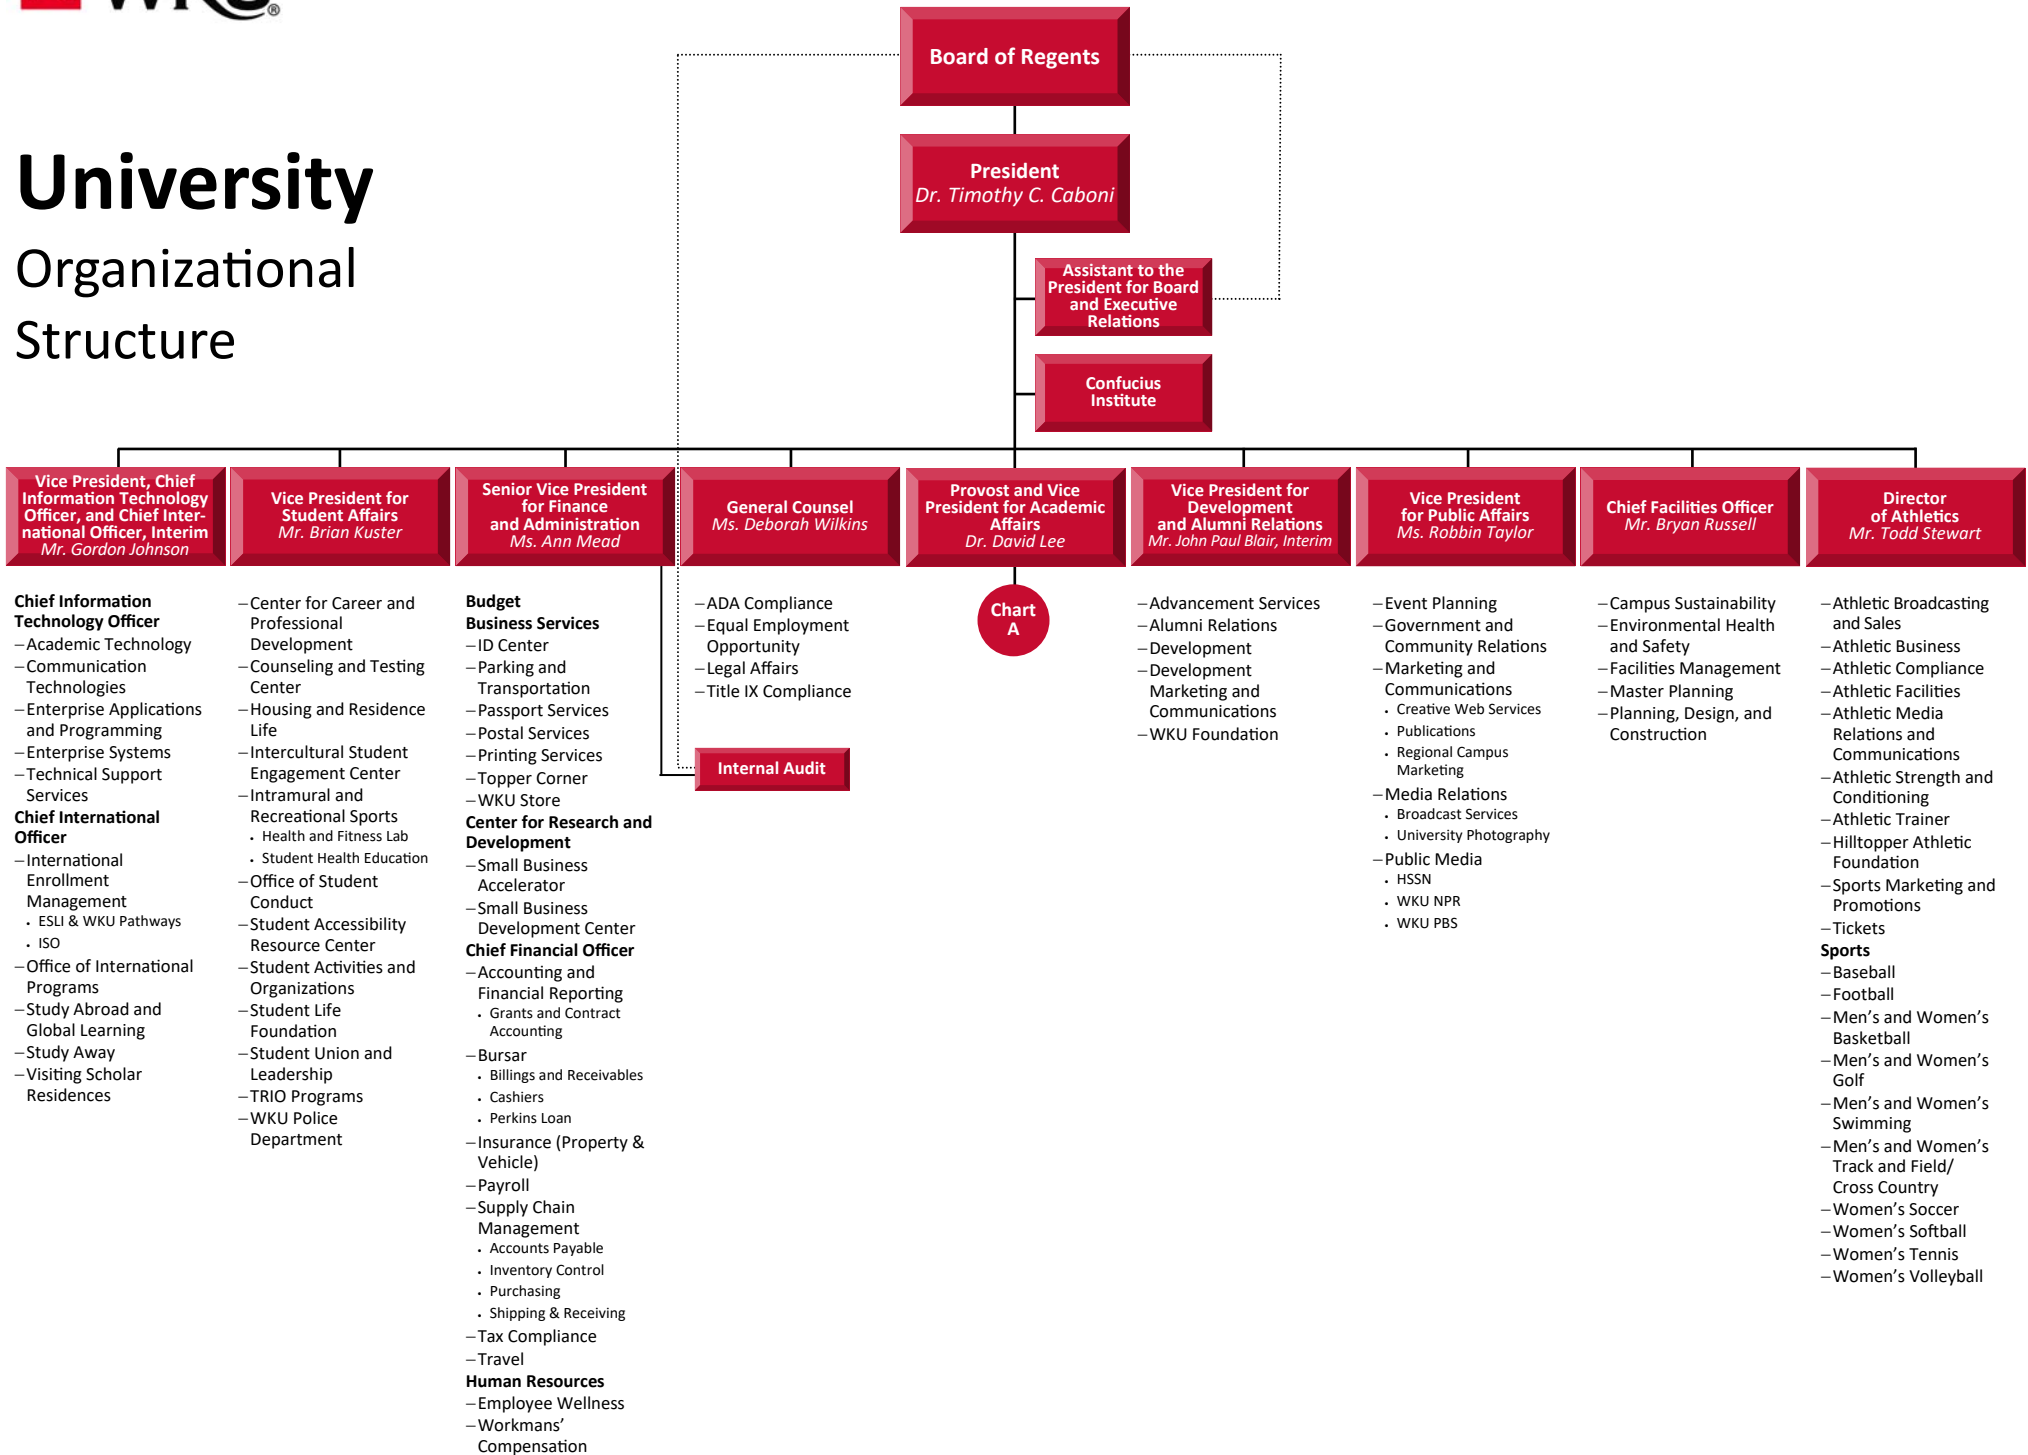 WKU®
University
Organizational
Structure
Board of Regents
President
Dr. Timothy C. Caboni
Assistant to the
President for Board
and Executive
Relations
Confucius
Institute
Vice President, Chief
Information Technology
Officer, and Chief Inter-
national Officer, Interim
Mr. Gordon Johnson
Chief Information
Technology Officer
–Academic Technology
–Communication
Technologies
–Enterprise Applications
and Programming
–Enterprise Systems
–Technical Support
Services
Chief International
Officer
–International
Enrollment
Management
• ESLI & WKU Pathways
• ISO
–Office of International
Programs
–Study Abroad and
Global Learning
–Study Away
–Visiting Scholar
Residences
Vice President for
Student Affairs
Mr. Brian Kuster
–Center for Career and
Professional
Development
–Counseling and Testing
Center
–Housing and Residence
Life
–Intercultural Student
Engagement Center
–Intramural and
Recreational Sports
• Health and Fitness Lab
• Student Health Education
–Office of Student
Conduct
–Student Accessibility
Resource Center
–Student Activities and
Organizations
–Student Life
Foundation
–Student Union and
Leadership
–TRIO Programs
–WKU Police
Department
Senior Vice President
for Finance
and Administration
Ms. Ann Mead
Budget
Business Services
–ID Center
–Parking and
Transportation
–Passport Services
–Postal Services
–Printing Services
–Topper Corner
–WKU Store
Center for Research and
Development
–Small Business
Accelerator
–Small Business
Development Center
Chief Financial Officer
–Accounting and
Financial Reporting
• Grants and Contract
Accounting
–Bursar
• Billings and Receivables
• Cashiers
• Perkins Loan
–Insurance (Property &
Vehicle)
–Payroll
–Supply Chain
Management
• Accounts Payable
• Inventory Control
• Purchasing
• Shipping & Receiving
–Tax Compliance
–Travel
Human Resources
–Employee Wellness
–Workmans’
Compensation
General Counsel
Ms. Deborah Wilkins
–ADA Compliance
–Equal Employment
Opportunity
–Legal Affairs
–Title IX Compliance
Internal Audit
Provost and Vice
President for Academic
Affairs
Dr. David Lee
Chart
A
Vice President for
Development
and Alumni Relations
Mr. John Paul Blair, Interim
–Advancement Services
–Alumni Relations
–Development
–Development
Marketing and
Communications
–WKU Foundation
Vice President
for Public Affairs
Ms. Robbin Taylor
–Event Planning
–Government and
Community Relations
–Marketing and
Communications
• Creative Web Services
• Publications
• Regional Campus
Marketing
–Media Relations
• Broadcast Services
• University Photography
–Public Media
• HSSN
• WKU NPR
• WKU PBS
Chief Facilities Officer
Mr. Bryan Russell
–Campus Sustainability
–Environmental Health
and Safety
–Facilities Management
–Master Planning
–Planning, Design, and
Construction
Director
of Athletics
Mr. Todd Stewart
–Athletic Broadcasting
and Sales
–Athletic Business
–Athletic Compliance
–Athletic Facilities
–Athletic Media
Relations and
Communications
–Athletic Strength and
Conditioning
–Athletic Trainer
–Hilltopper Athletic
Foundation
–Sports Marketing and
Promotions
–Tickets
Sports
–Baseball
–Football
–Men’s and Women’s
Basketball
–Men’s and Women’s
Golf
–Men’s and Women’s
Swimming
–Men’s and Women’s
Track and Field/
Cross Country
–Women’s Soccer
–Women’s Softball
–Women’s Tennis
–Women’s Volleyball